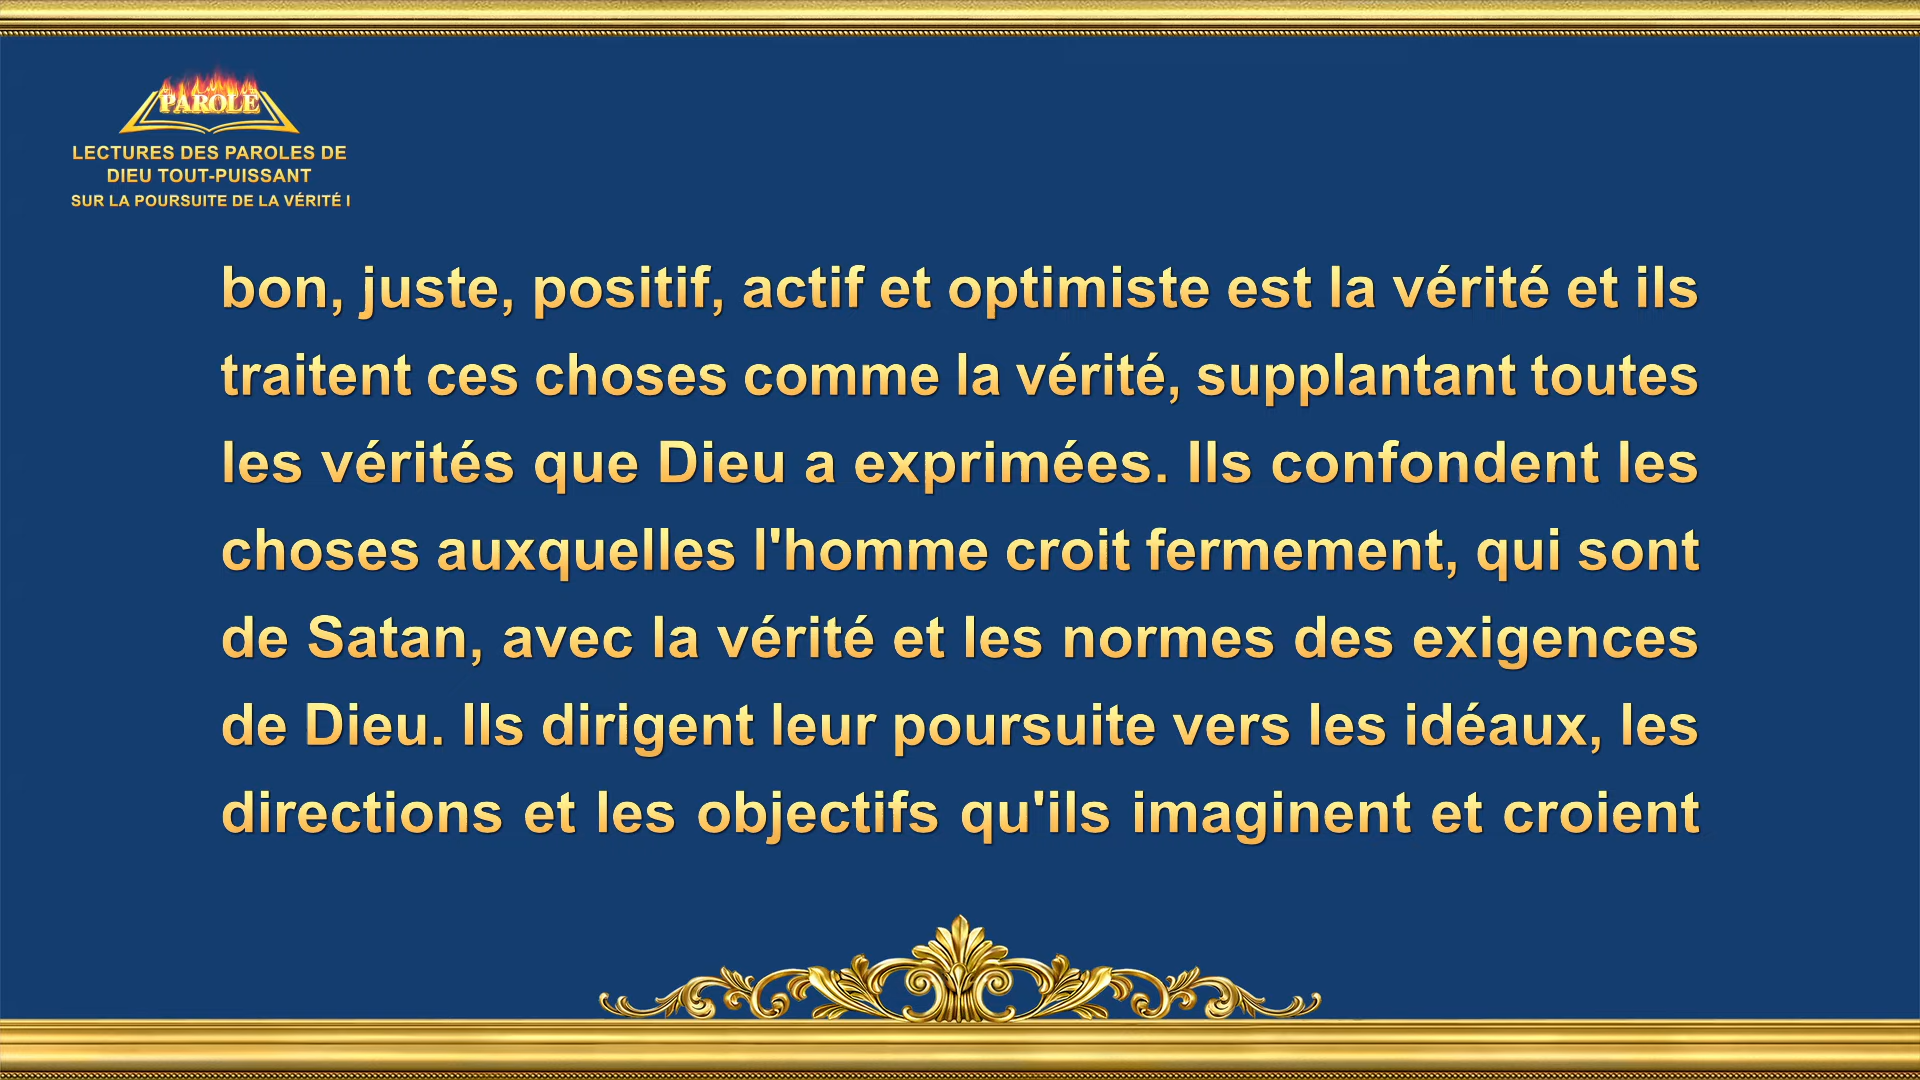 PAROLE
LECTURES DES PAROLES DE
DIEU TOUT-PUISSANT
SUR LA POURSUITE DE LA VÉRITÉ I
bon, juste, positif, actif et optimiste est la vérité et ils
traitent ces choses comme la vérité, supplantant toutes
les vérités que Dieu a exprimées. Ils confondent les
choses auxquelles l'homme croit fermement, qui sont
de Satan, avec la vérité et les normes des exigences
de Dieu. Ils dirigent leur poursuite vers les idéaux, les
directions et les objectifs qu'ils imaginent et croient